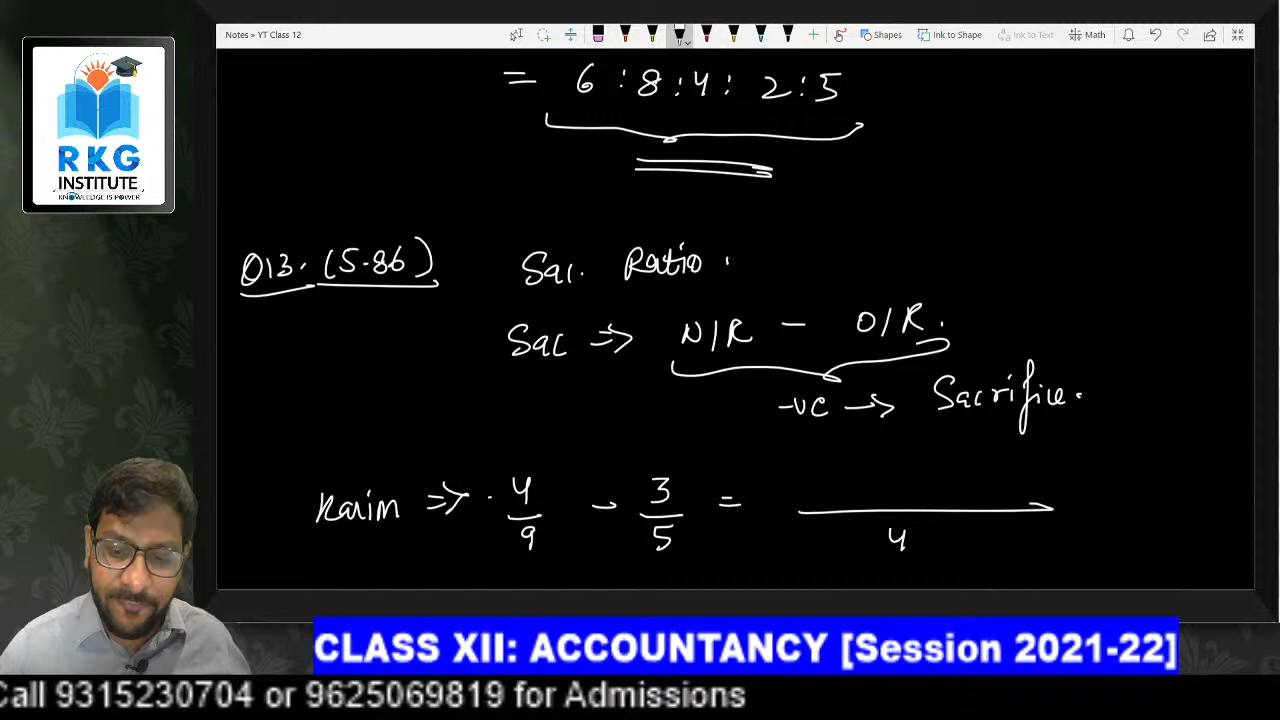 Notes » YT Class 12
Shapes
Ink to Shape
Ink to Text
Math
RKG
INSTITUTE
KNOWLEDGE IS POWER
= 6 : 8 : 4 : 2 : 5
Q13. (5.86) Sac. Ratio.
Sac ⇒ N/R - O/R.
-ve → Sacrifice.
Karim ⇒ 4/9 - 3/5 = /4
CLASS XII: ACCOUNTANCY [Session 2021-22]
Call 9315230704 or 9625069819 for Admissions